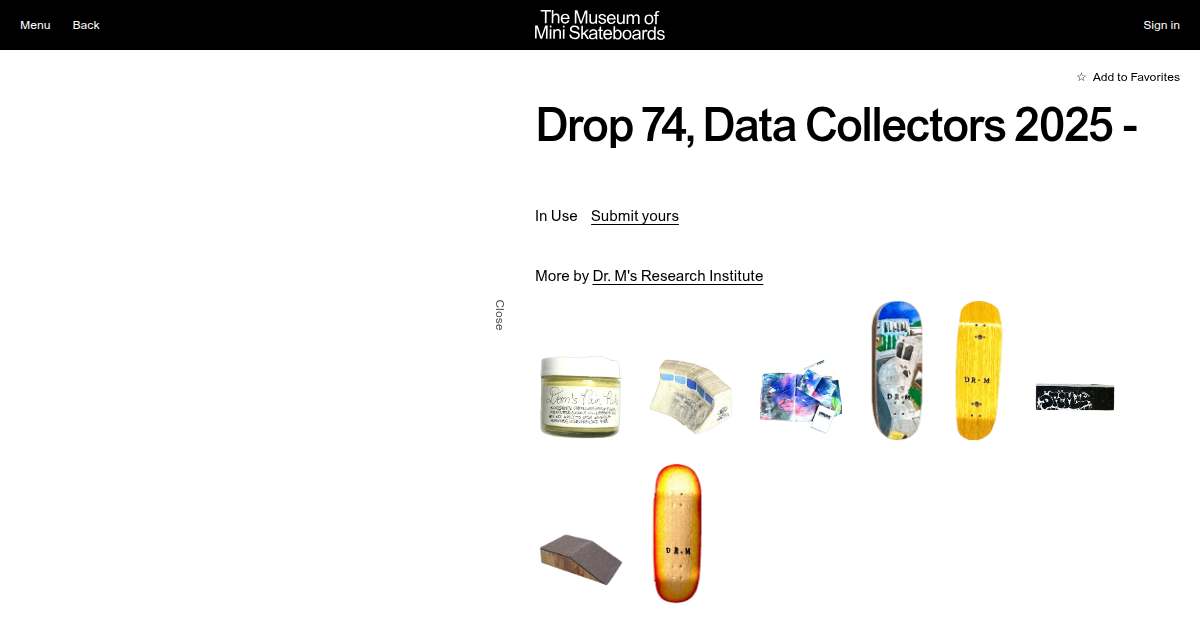 Menu
Back
The Museum of
Mini Skateboards
Sign in
☆ Add to Favorites
Drop 74, Data Collectors 2025 -
In Use
Submit yours
More by Dr. M's Research Institute
Close
DR.M
DR.M
DR.M